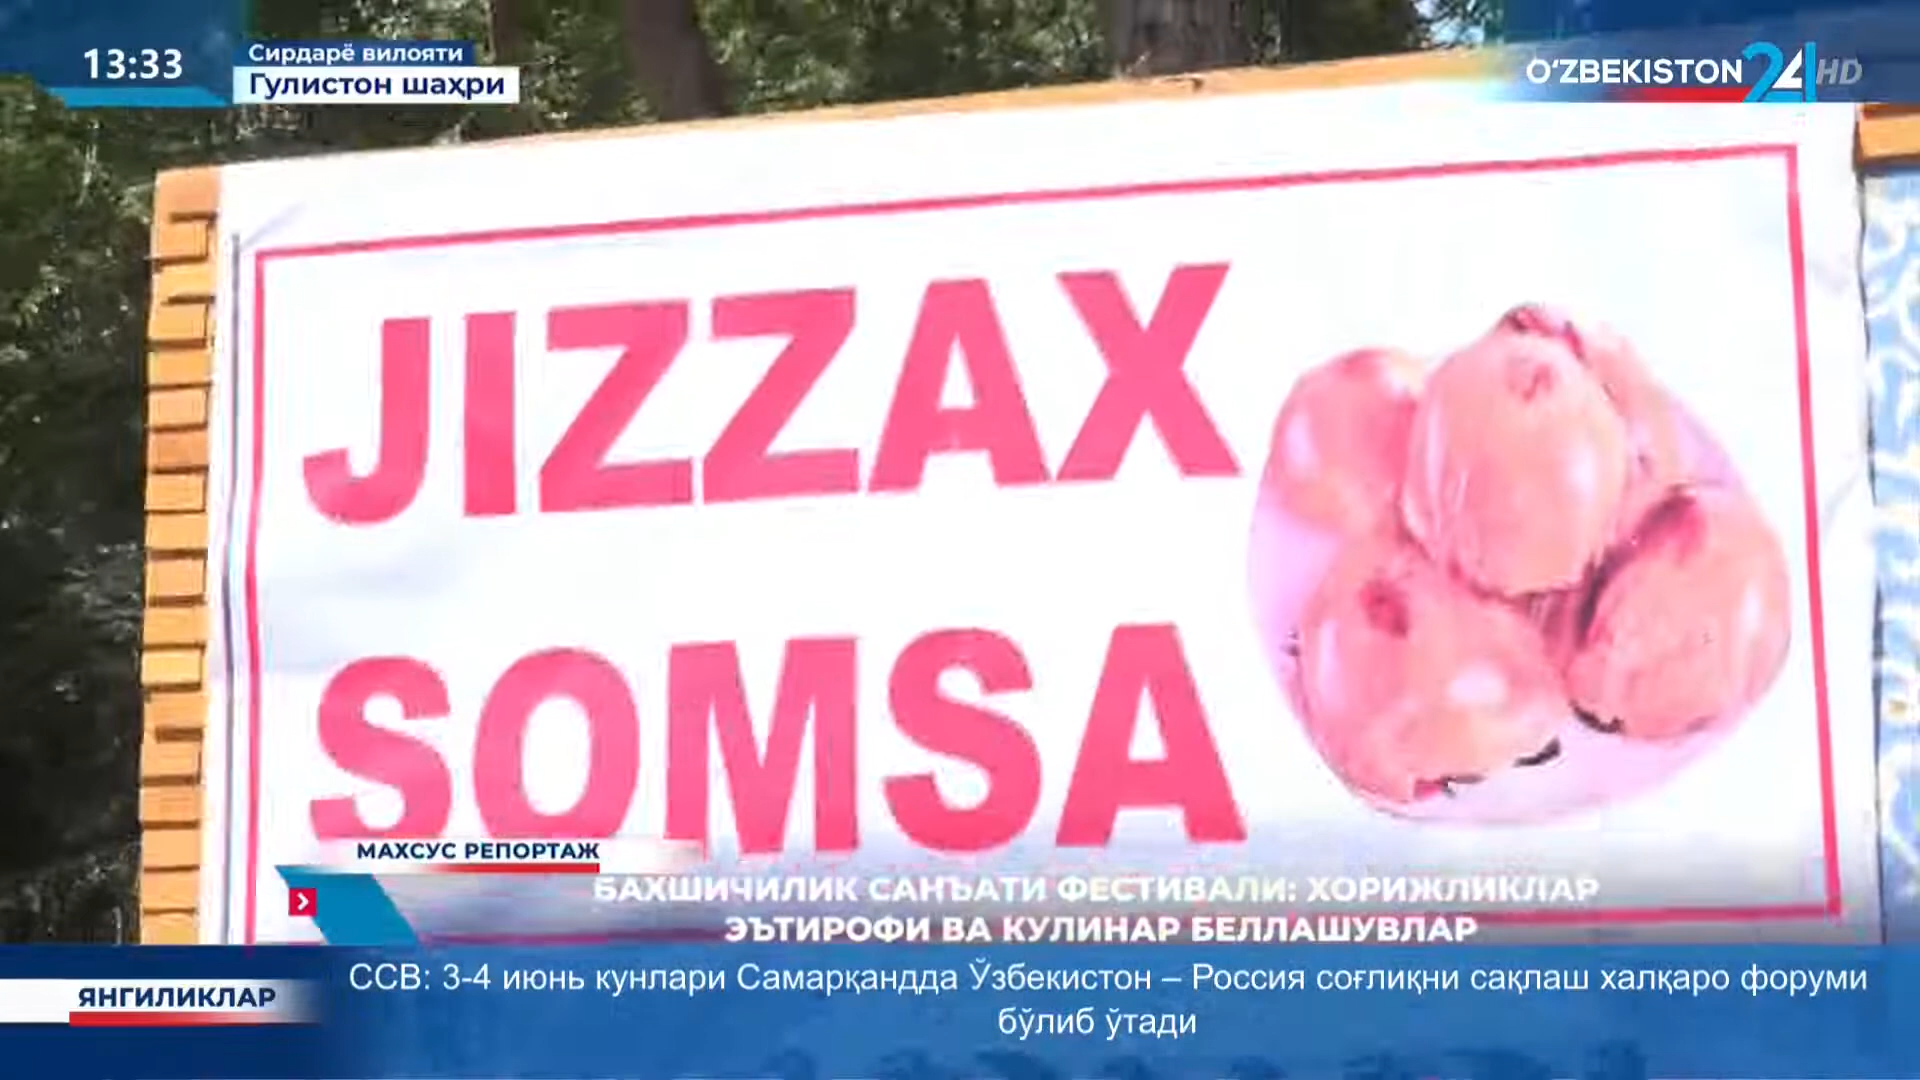 13:33
Сирдарё вилояти
Гулистон шаҳри
O‘ZBEKISTON 24 HD
JIZZAX
SOMSA
МАХСУС РЕПОРТАЖ
БАХШИЧИЛИК САНЪАТИ ФЕСТИВАЛИ: ХОРИЖЛИКЛАР
ЭЪТИРОФИ ВА КУЛИНАР БЕЛЛАШУВЛАР
ЯНГИЛИКЛАР
ССВ: 3-4 июнь кунлари Самарқандда Ўзбекистон – Россия соғлиқни сақлаш халқаро форуми
бўлиб ўтади